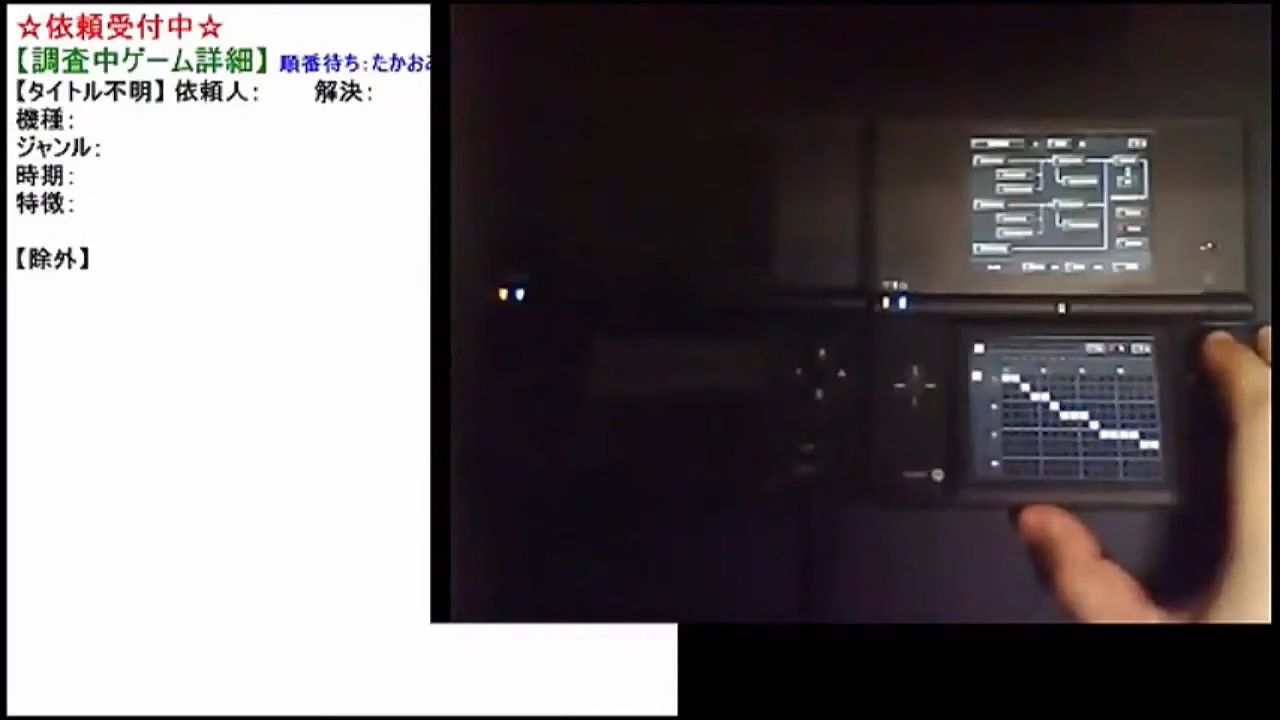 ☆依頼受付中☆
【調査中ゲーム詳細】 順番待ち:たかお
【タイトル不明】 依頼人: 解決:
機種:
ジャンル:
時期:
特徴:
【除外】